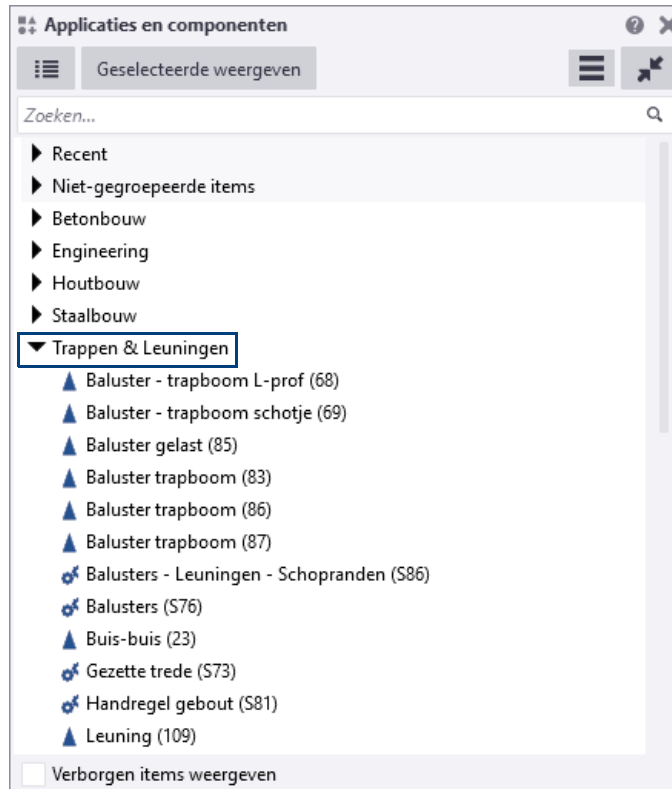 Applicaties en componenten
Geselecteerde weergeven
Zoeken...
Recent
Niet-gegroepeerde items
Betonbouw
Engineering
Houtbouw
Staalbouw
Trappen & Leuningen
Baluster - trapboom L-prof (68)
Baluster - trapboom schotje (69)
Baluster gelast (85)
Baluster trapboom (83)
Baluster trapboom (86)
Baluster trapboom (87)
Balusters - Leuningen - Schopranden (S86)
Balusters (S76)
Buis-buis (23)
Gezette trede (S73)
Handregel gebout (S81)
Leuning (109)
Verborgen items weergeven